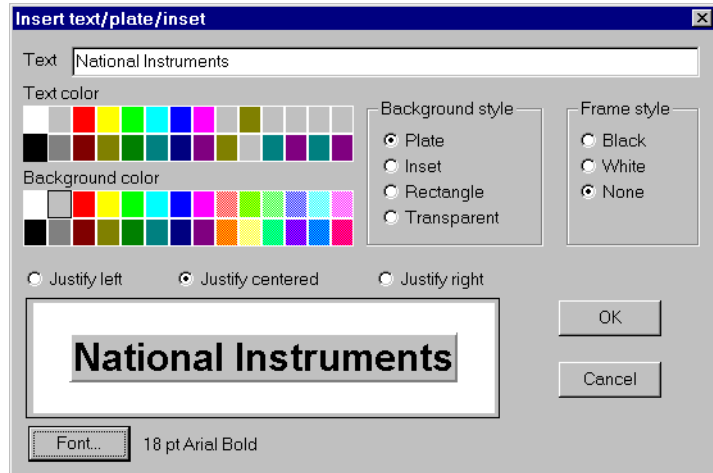 Insert text/plate/inset
Text National Instruments
Text color
Background style
Frame style
Plate
Black
Inset
White
Background color
Rectangle
None
Transparent
Justify left Justify centered Justify right
National Instruments
OK
Cancel
Font... 18 pt Arial Bold